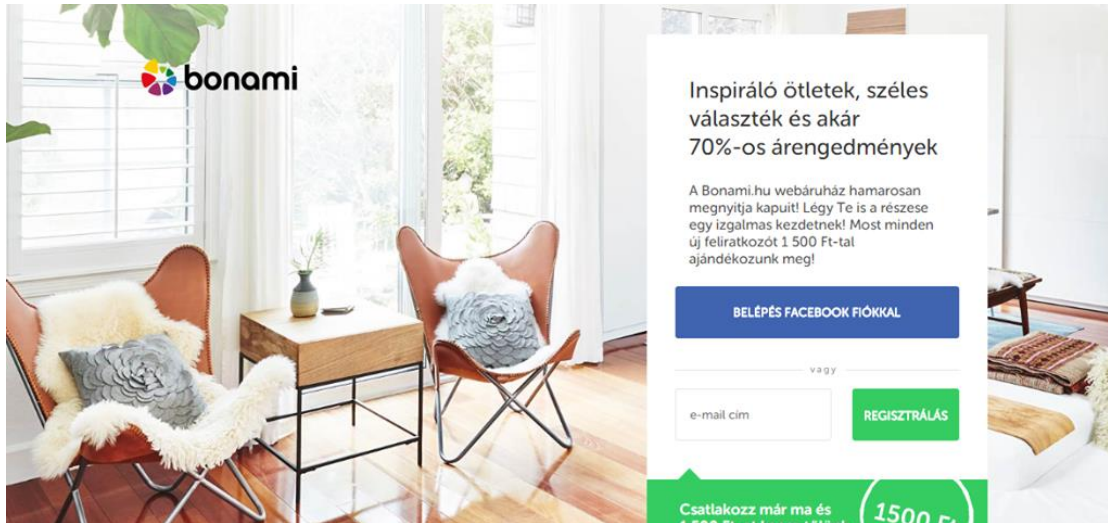 bonami
Inspiráló ötletek, széles
választék és akár
70%-os árengedmények
A Bonami.hu webáruház hamarosan
megnyitja kapuit! Légy Te is a részese
egy izgalmas kezdetnek! Most minden
új feliratkozót 1 500 Ft-tal
ajándékozunk meg!
BELÉPÉS FACEBOOK FIÓKKAL
vagy
e-mail cím
REGISZTRÁLÁS
Csatlakozz már ma és
1500 Ft